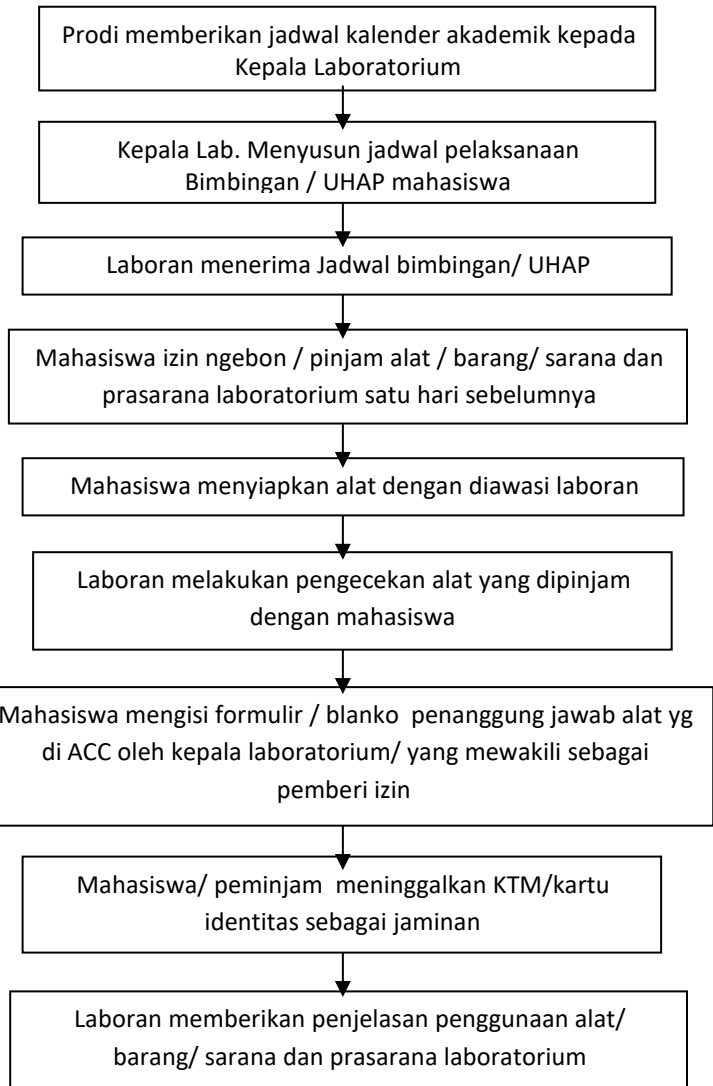 Prodi memberikan jadwal kalender akademik kepada
Kepala Laboratorium
Kepala Lab. Menyusun jadwal pelaksanaan
Bimbingan / UHAP mahasiswa
Laboran menerima Jadwal bimbingan/ UHAP
Mahasiswa izin ngebon / pinjam alat / barang/ sarana dan
prasarana laboratorium satu hari sebelumnya
Mahasiswa menyiapkan alat dengan diawasi laboran
Laboran melakukan pengecekan alat yang dipinjam
dengan mahasiswa
Mahasiswa mengisi formulir / blanko penanggung jawab alat yg
di ACC oleh kepala laboratorium/ yang mewakili sebagai
pemberi izin
Mahasiswa/ peminjam meninggalkan KTM/kartu
identitas sebagai jaminan
Laboran memberikan penjelasan penggunaan alat/
barang/ sarana dan prasarana laboratorium